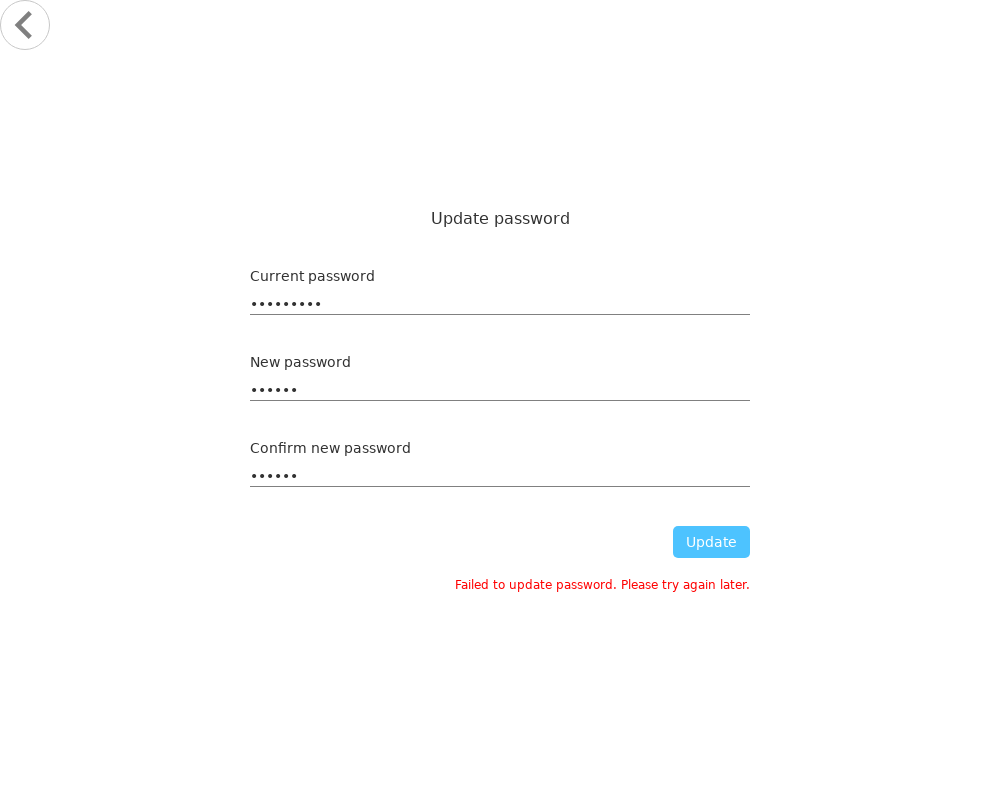 Update password
Current password
•••••••••
New password
••••••
Confirm new password
••••••
Update
Failed to update password. Please try again later.